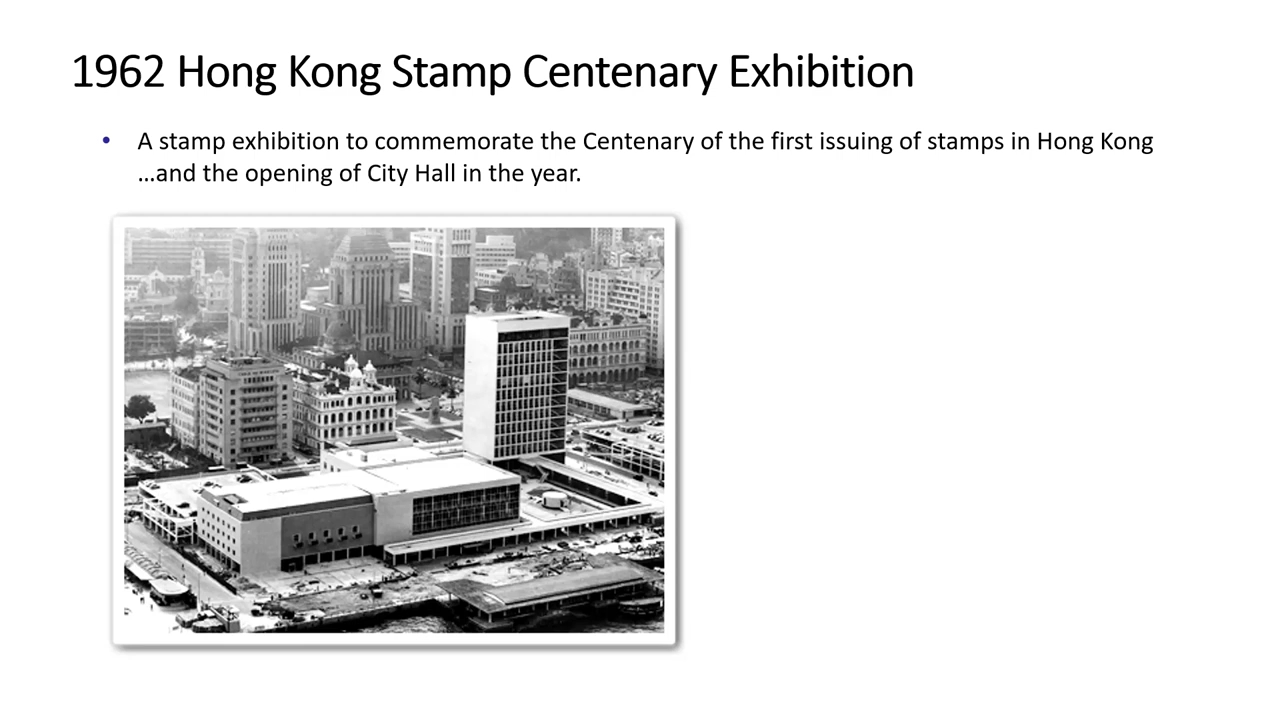 1962 Hong Kong Stamp Centenary Exhibition
• A stamp exhibition to commemorate the Centenary of the first issuing of stamps in Hong Kong
…and the opening of City Hall in the year.